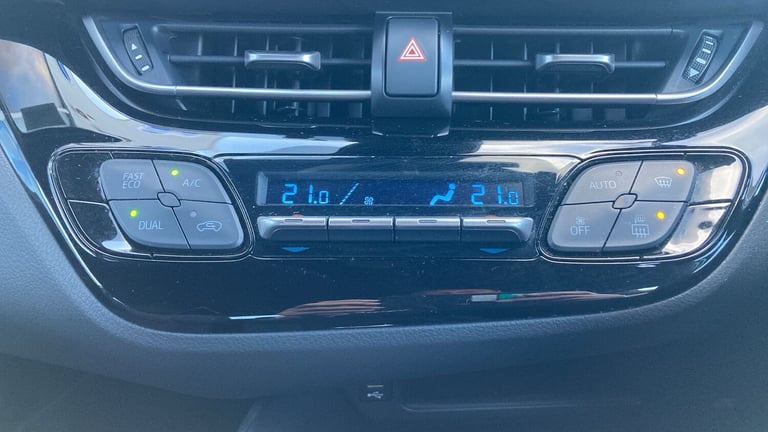 FAST
ECO
A/C
DUAL
21.0
21.0
AUTO
OFF